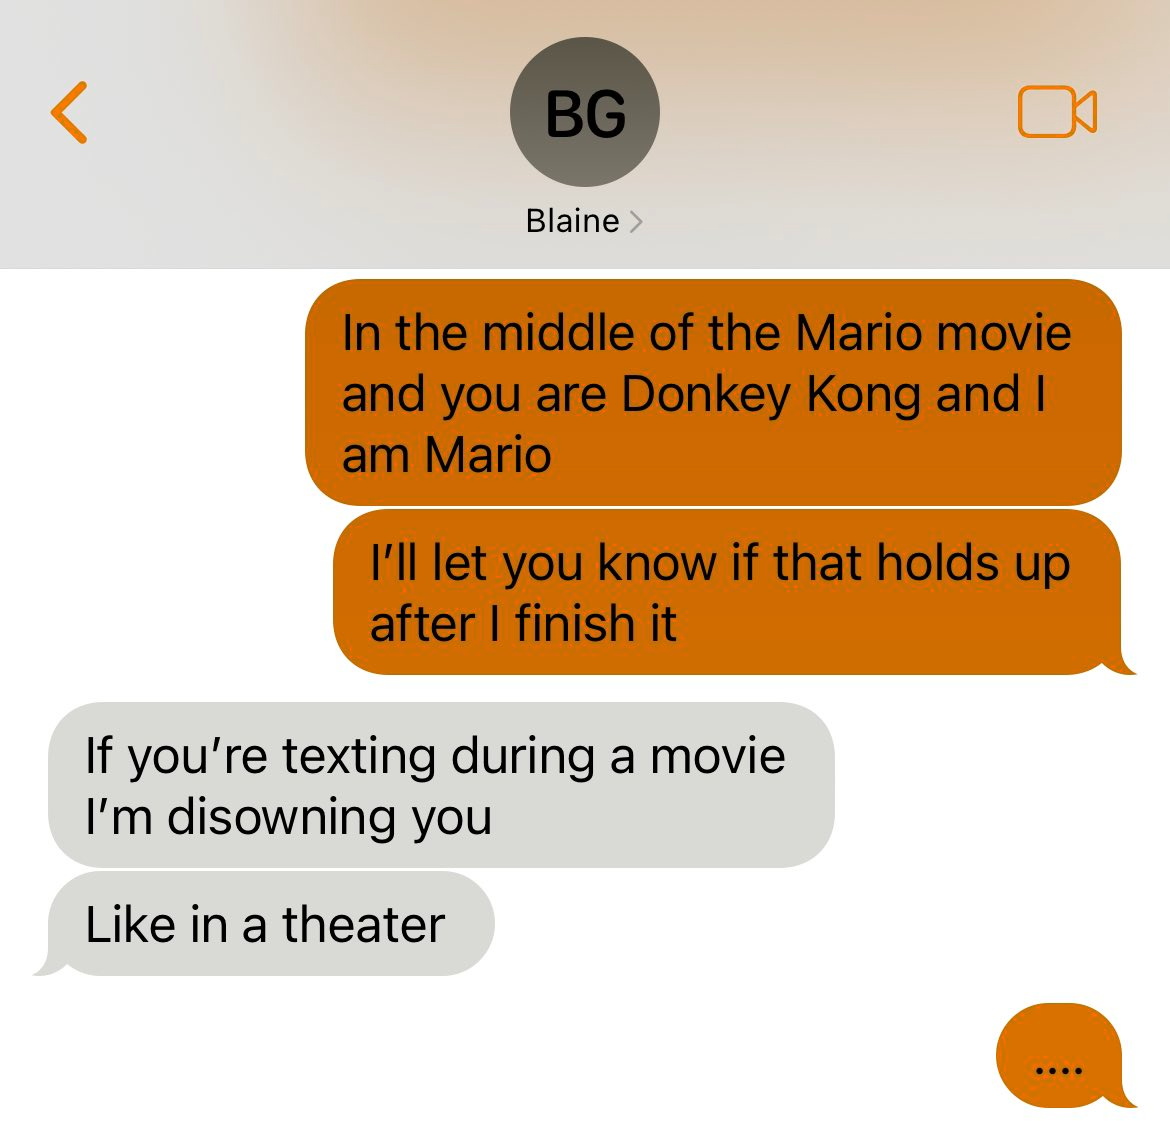 BG
Blaine
In the middle of the Mario movie
and you are Donkey Kong and I
am Mario
I’ll let you know if that holds up
after I finish it
If you’re texting during a movie
I’m disowning you
Like in a theater
....